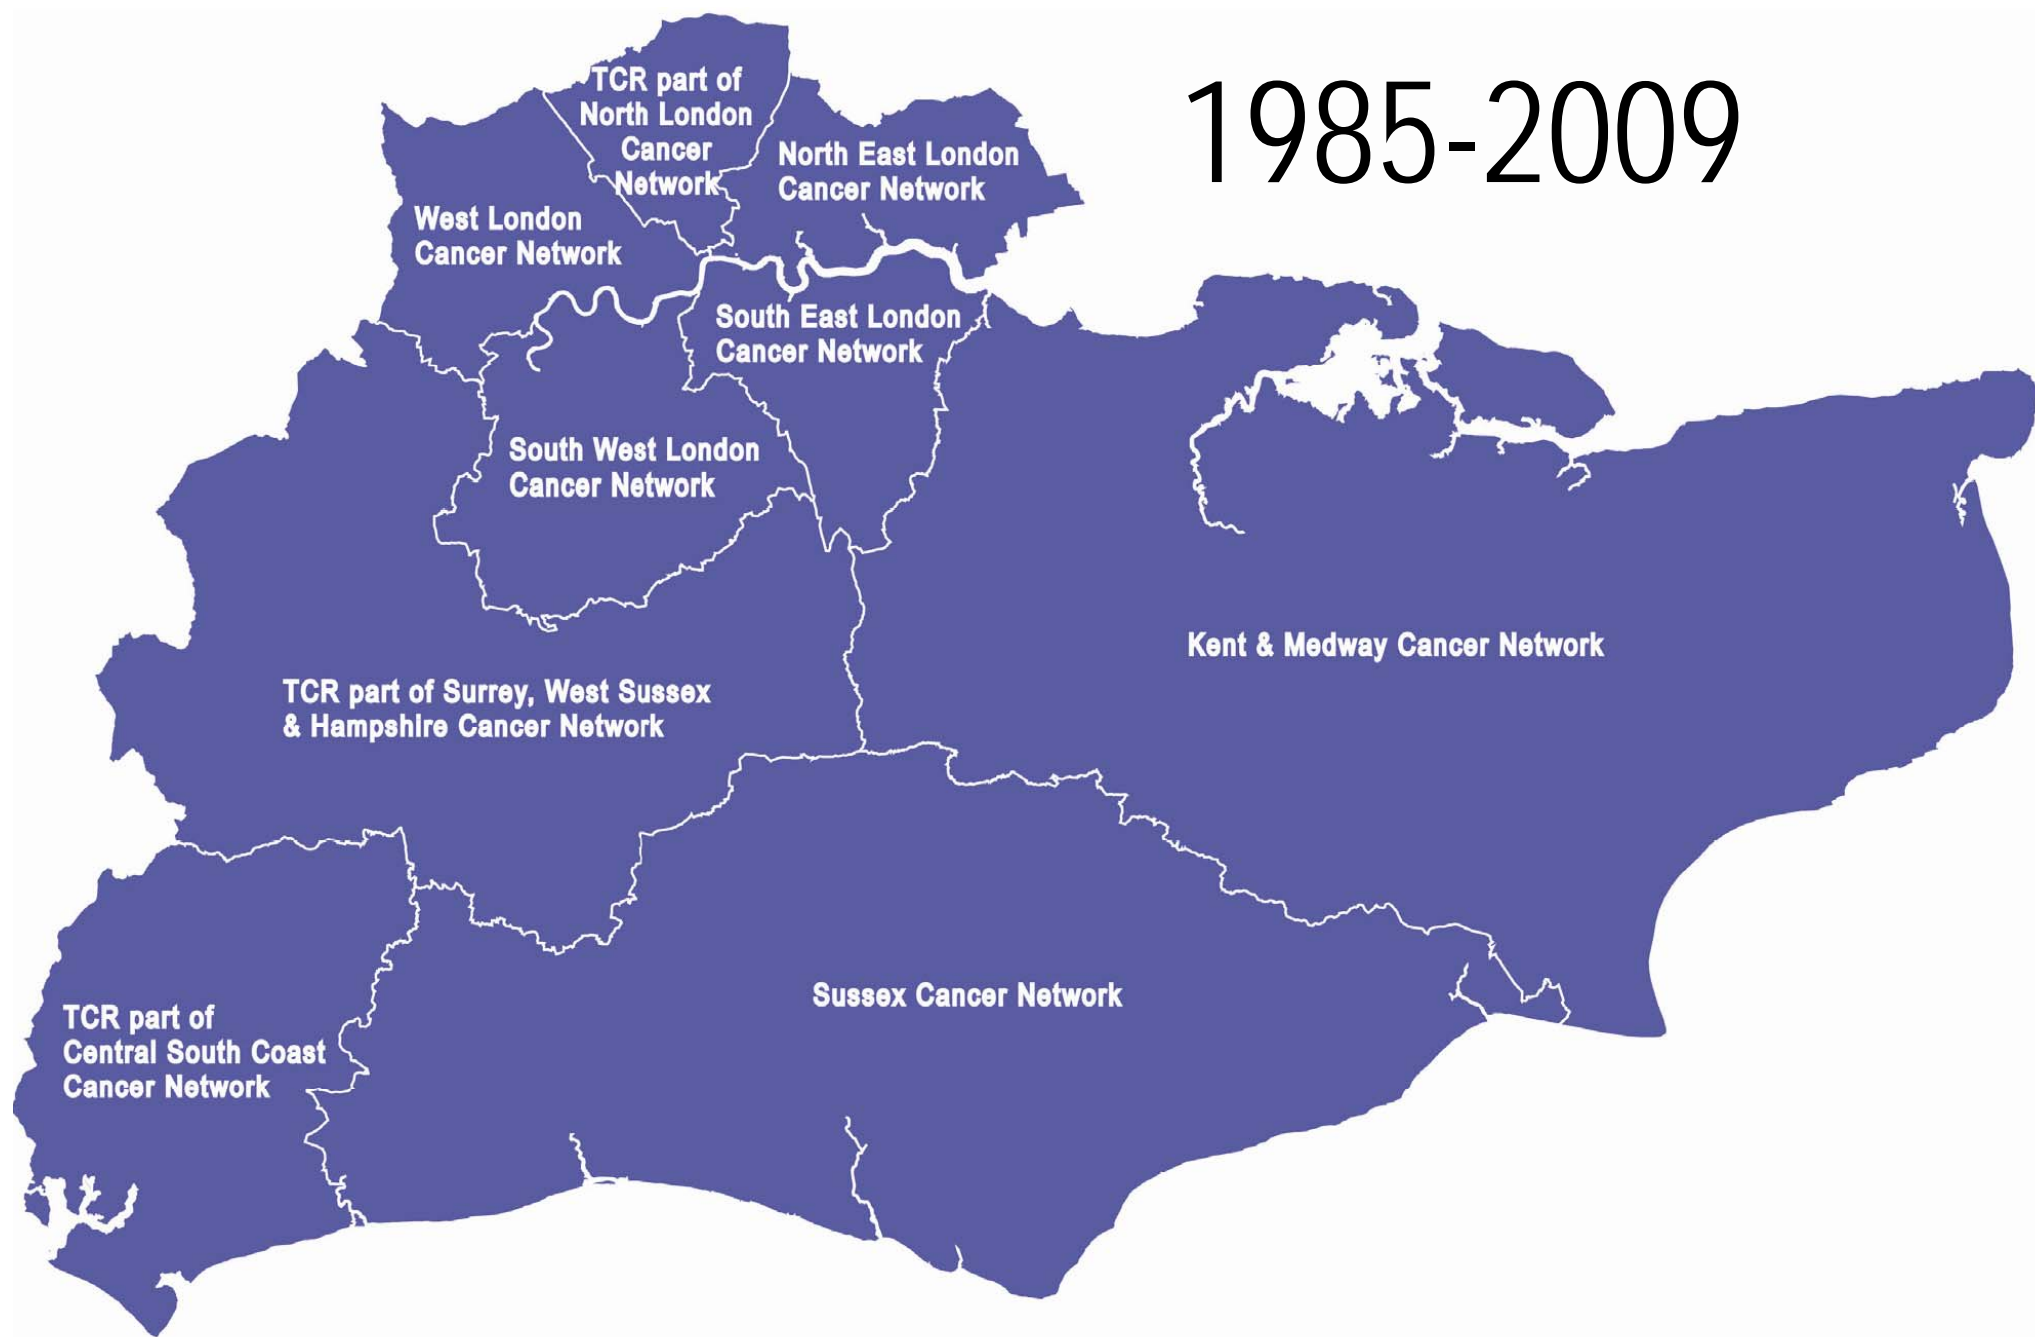 1985-2009
TCR part of
North London
Cancer
Network
North East London
Cancer Network
West London
Cancer Network
South East London
Cancer Network
South West London
Cancer Network
Kent & Medway Cancer Network
TCR part of Surrey, West Sussex
& Hampshire Cancer Network
Sussex Cancer Network
TCR part of
Central South Coast
Cancer Network